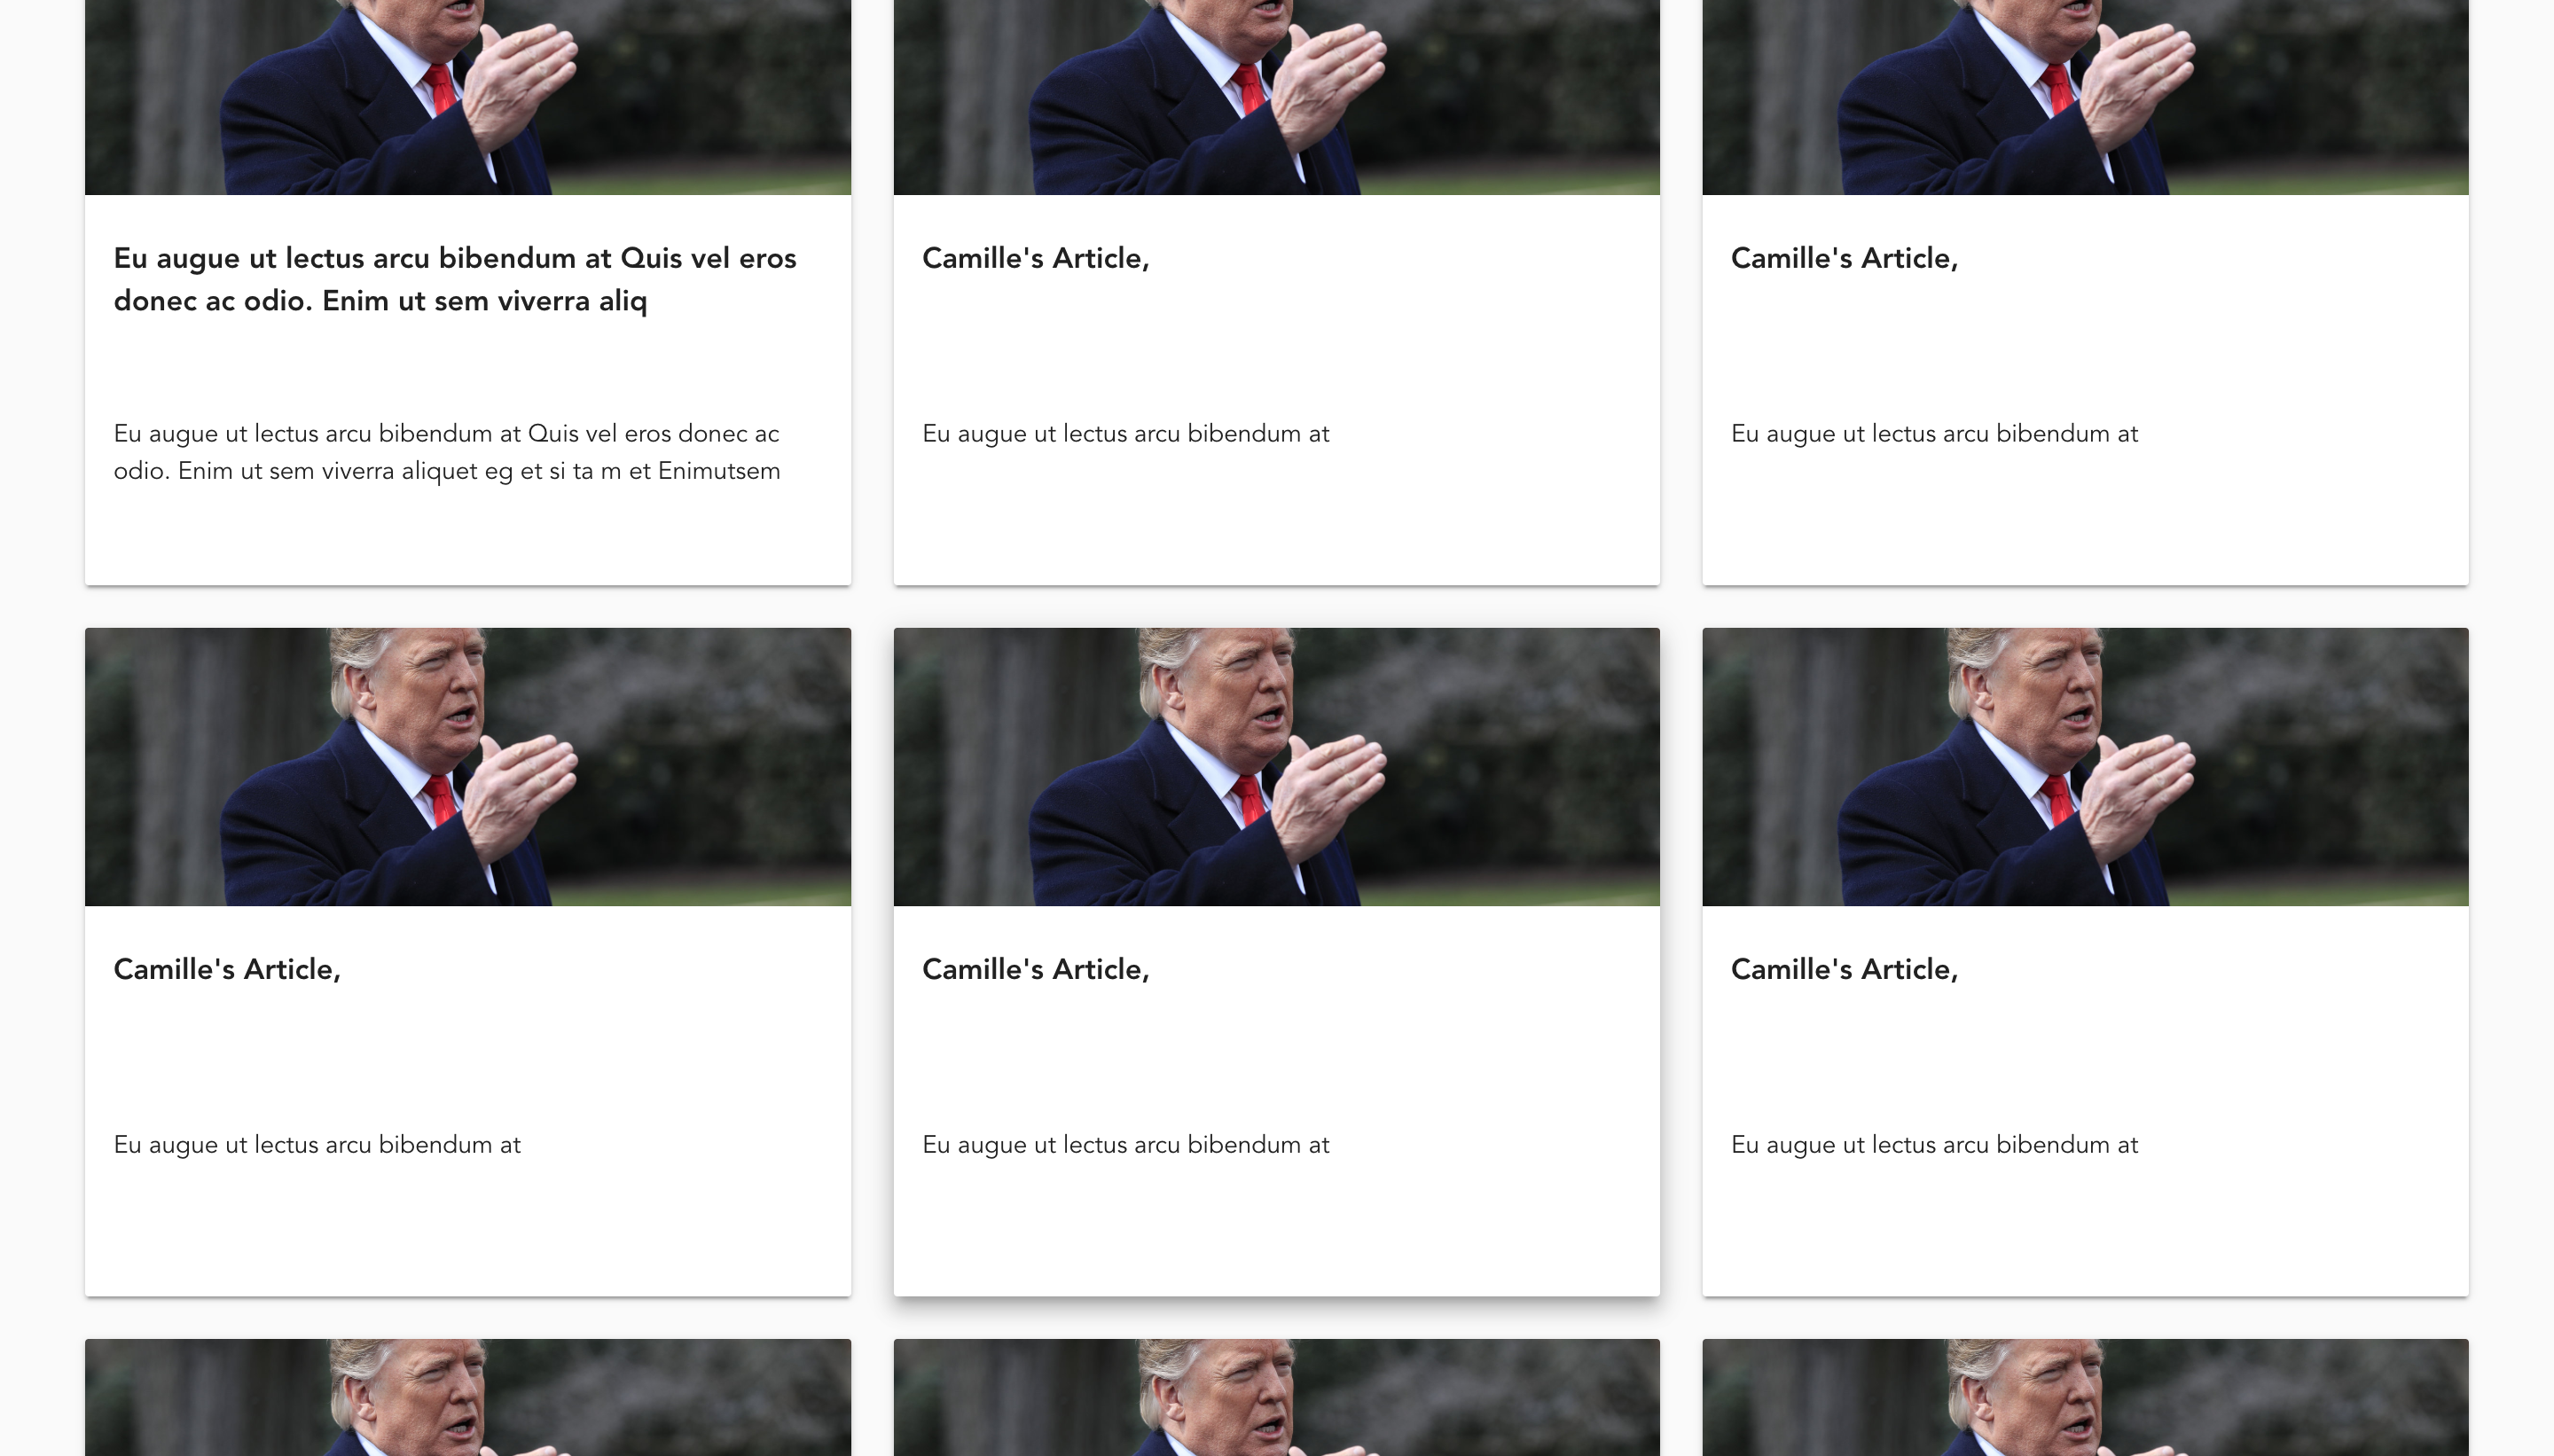 Eu augue ut lectus arcu bibendum at Quis vel eros
donec ac odio. Enim ut sem viverra aliq
Eu augue ut lectus arcu bibendum at Quis vel eros donec ac
odio. Enim ut sem viverra aliquet eg et si ta m et Enimutsem
Camille's Article,
Eu augue ut lectus arcu bibendum at
Camille's Article,
Eu augue ut lectus arcu bibendum at
Camille's Article,
Eu augue ut lectus arcu bibendum at
Camille's Article,
Eu augue ut lectus arcu bibendum at
Camille's Article,
Eu augue ut lectus arcu bibendum at